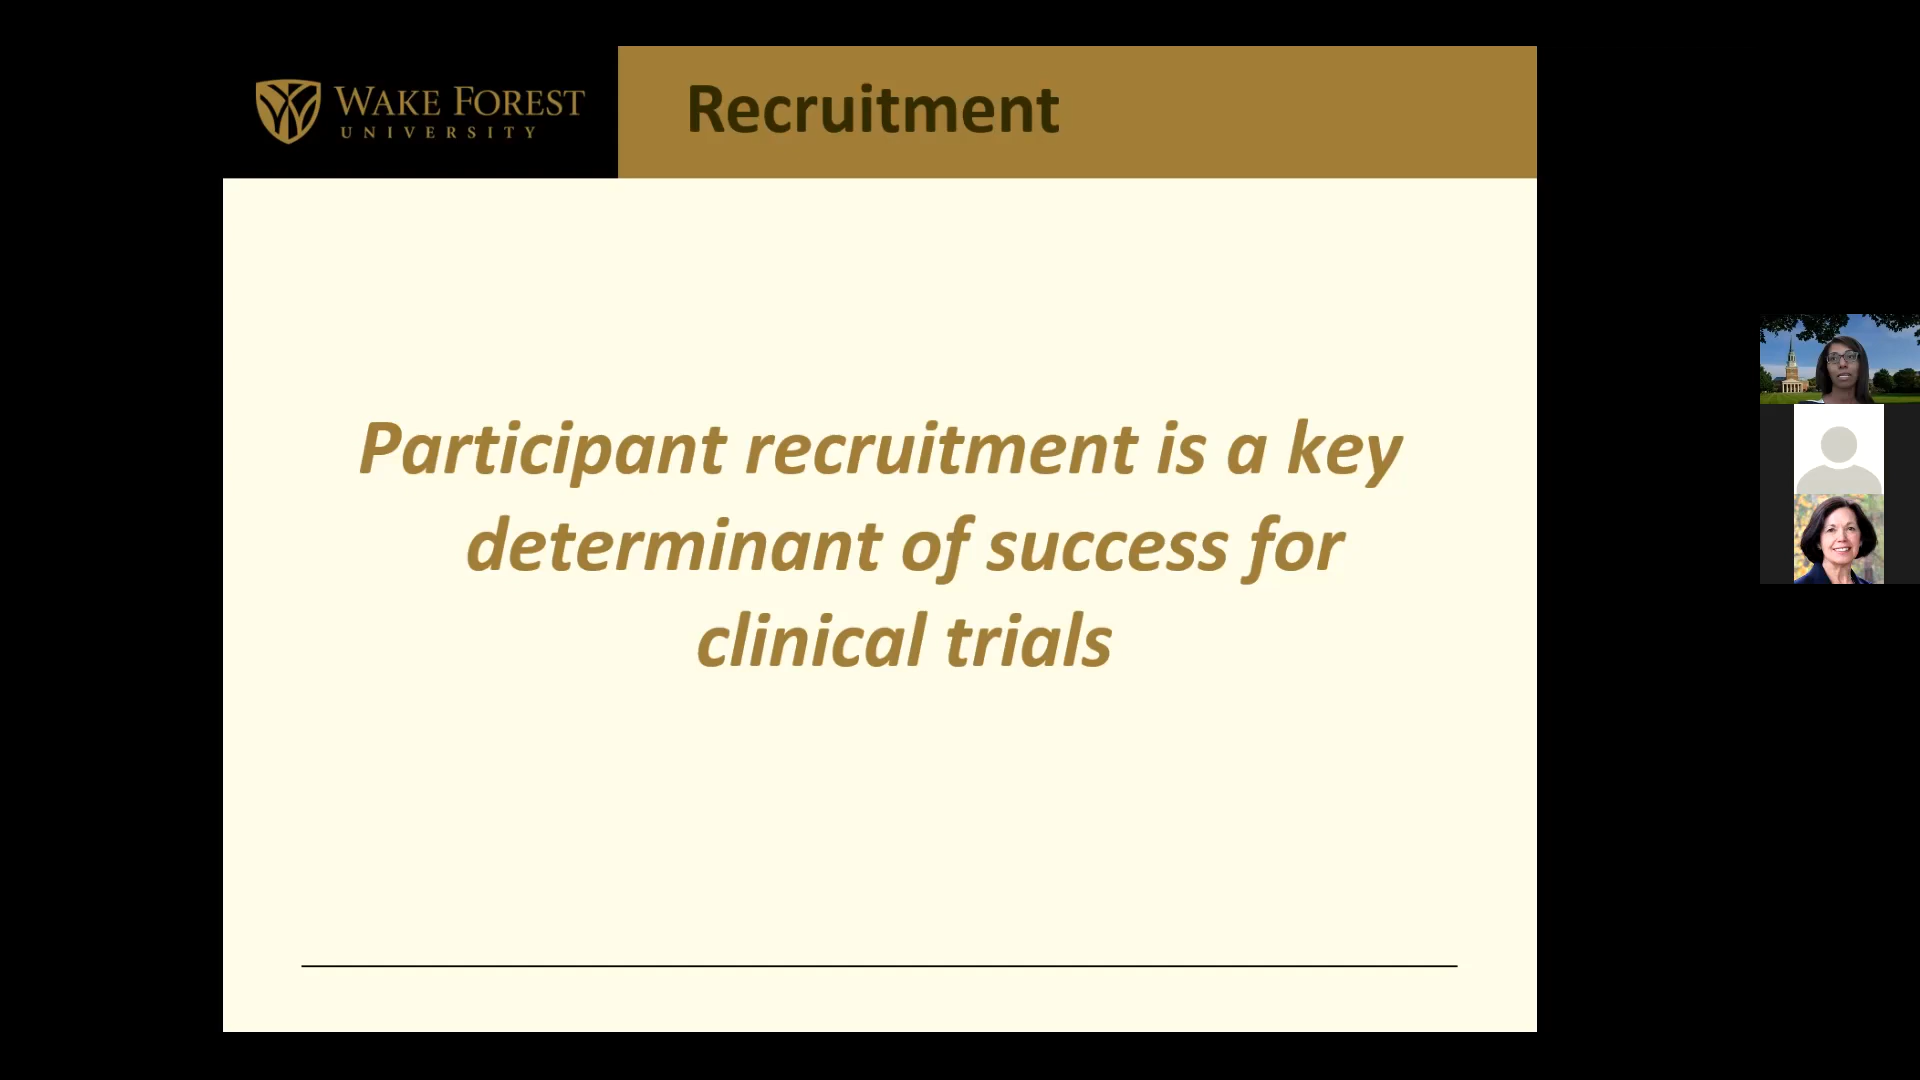 WAKE FOREST
UNIVERSITY
Recruitment
Participant recruitment is a key
determinant of success for
clinical trials